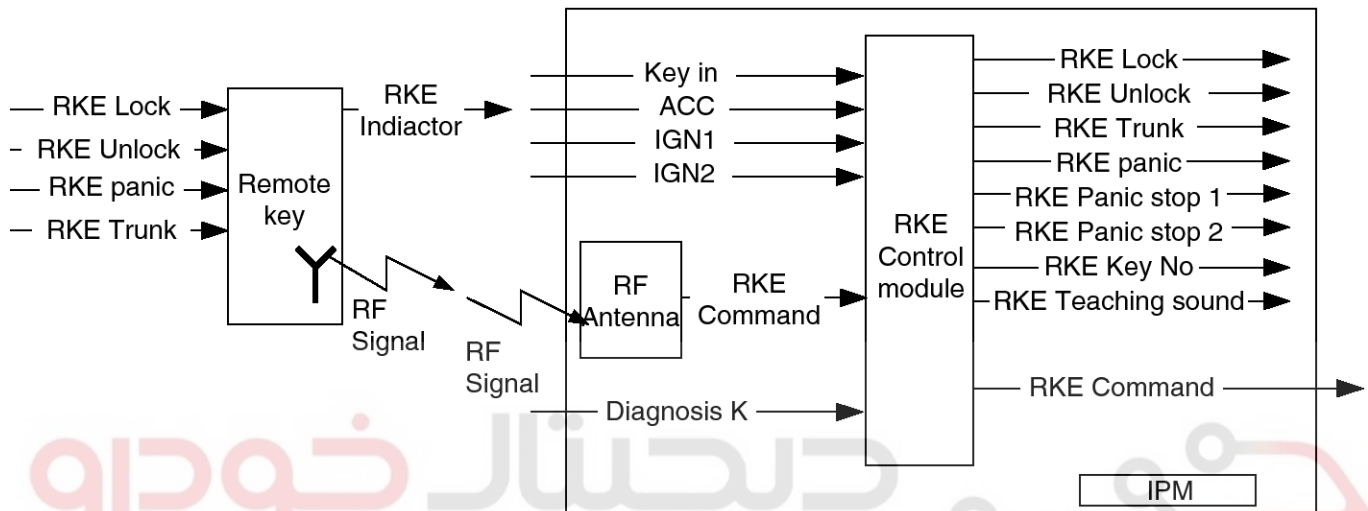 RKE Lock
RKE Unlock
RKE panic
RKE Trunk
Remote
key
RKE
Indiactor
RF
Signal
RF
Signal
Key in
ACC
IGN1
IGN2
RF
Antenna
RKE
Command
Diagnosis K
RKE
Control
module
RKE Lock
RKE Unlock
RKE Trunk
RKE panic
RKE Panic stop 1
RKE Panic stop 2
RKE Key No
RKE Teaching sound
RKE Command
IPM
دیجیتال خودرو